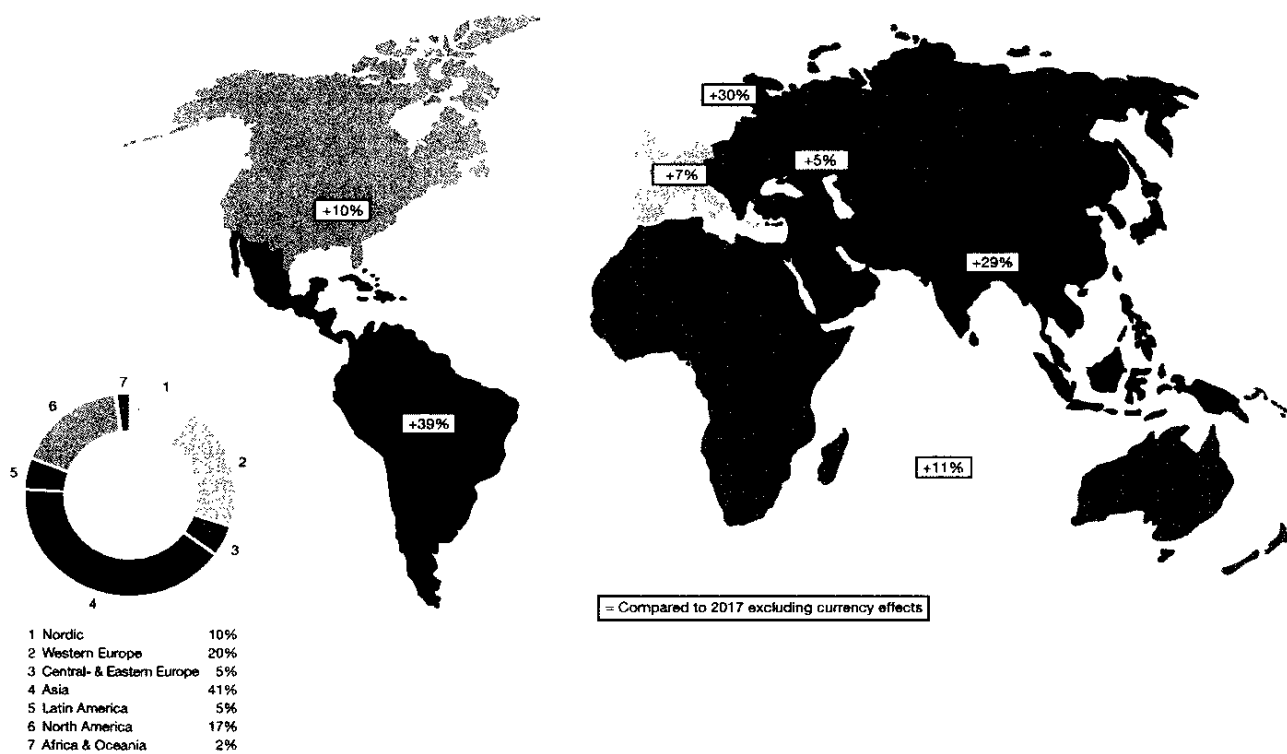 +30%
+5%
+7%
+10%
+29%
+39%
+11%
7 1
6
2
5
3
4
= Compared to 2017 excluding currency effects
1 Nordic 10%
2 Western Europe 20%
3 Central- & Eastern Europe 5%
4 Asia 41%
5 Latin America 5%
6 North America 17%
7 Africa & Oceania 2%